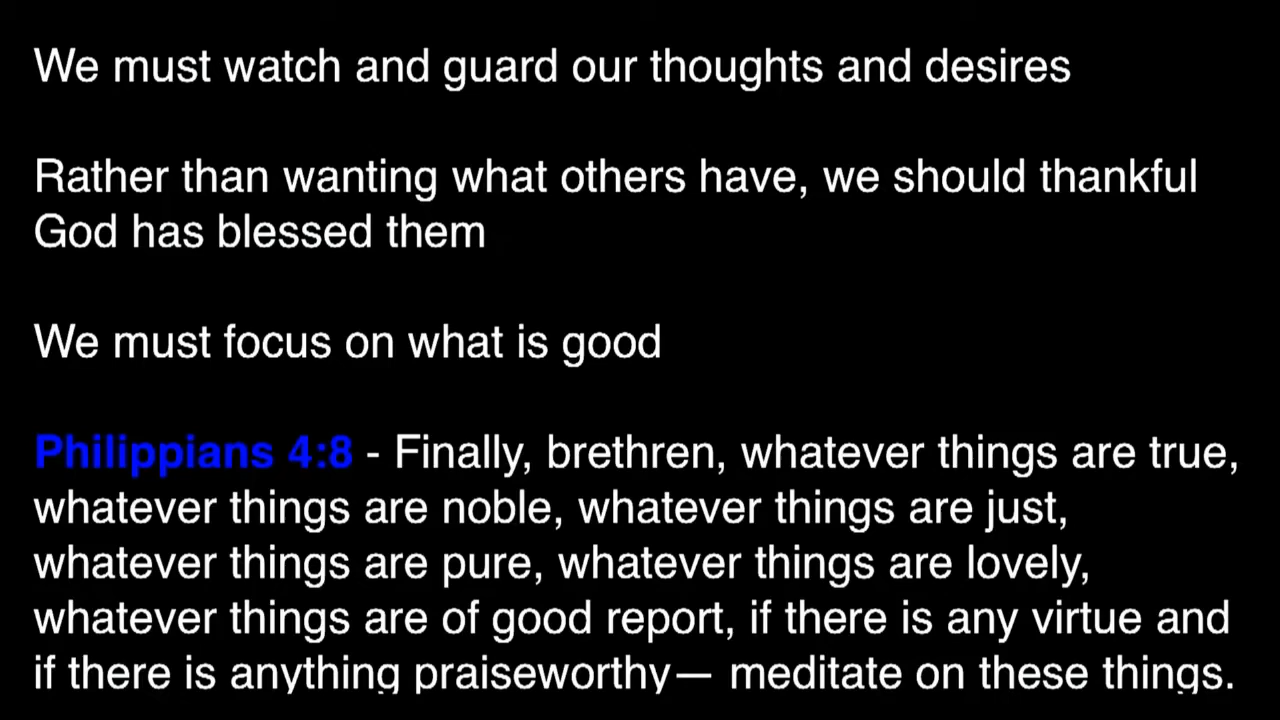 We must watch and guard our thoughts and desires
Rather than wanting what others have, we should thankful
God has blessed them
We must focus on what is good
Philippians 4:8 - Finally, brethren, whatever things are true,
whatever things are noble, whatever things are just,
whatever things are pure, whatever things are lovely,
whatever things are of good report, if there is any virtue and
if there is anything praiseworthy— meditate on these things.